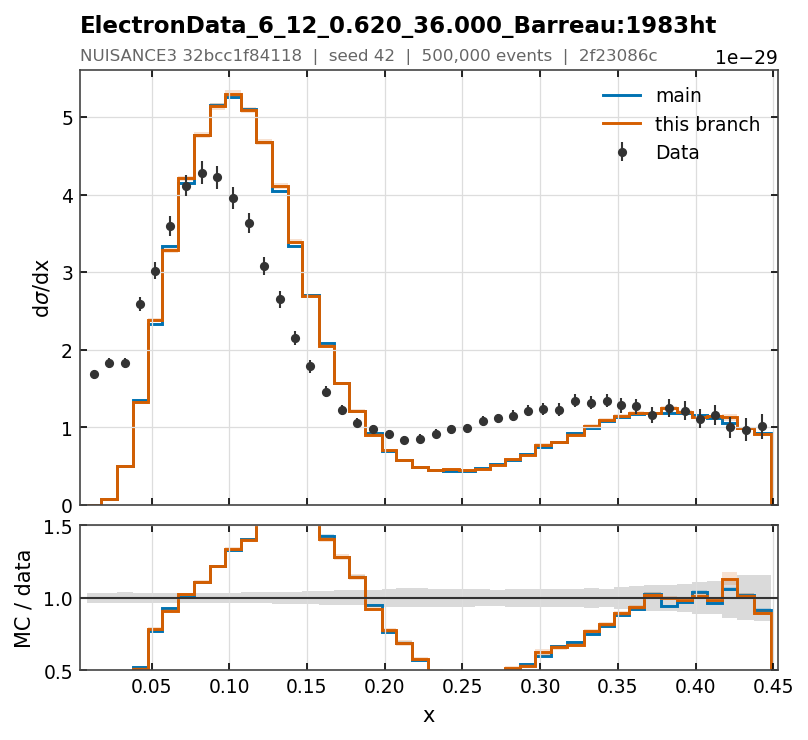 ElectronData_6_12_0.620_36.000_Barreau:1983ht
NUISANCE3 32bcc1f84118 | seed 42 | 500,000 events | 2f23086c
1e−29
main
this branch
Data
dσ/dx
5
4
3
2
1
0
MC / data
1.5
1.0
0.5
0.05 0.10 0.15 0.20 0.25 0.30 0.35 0.40 0.45
x